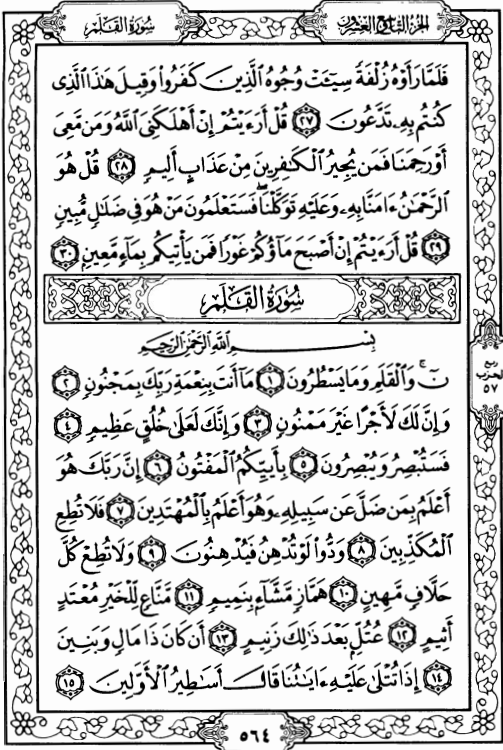 سُورَةُ القَلَمِ
الجزء التاسع والعشرون
فَلَمَّا رَأَوْهُ زُلْفَةً سِيٓـَٔتْ وُجُوهُ ٱلَّذِينَ كَفَرُوا۟ وَقِيلَ هَٰذَا ٱلَّذِى
كُنتُم بِهِۦ تَدَّعُونَ ٢٧ قُلْ أَرَءَيْتُمْ إِنْ أَهْلَكَنِىَ ٱللَّهُ وَمَن مَّعِىَ
أَوْ رَحِمَنَا فَمَن يُجِيرُ ٱلْكَٰفِرِينَ مِنْ عَذَابٍ أَلِيمٍ ٢٨ قُلْ هُوَ
ٱلرَّحْمَٰنُ ءَامَنَّا بِهِۦ وَعَلَيْهِ تَوَكَّلْنَا ۖ فَسَتَعْلَمُونَ مَنْ هُوَ فِى ضَلَٰلٍ مُّبِينٍ
٢٩ قُلْ أَرَءَيْتُمْ إِنْ أَصْبَحَ مَآؤُكُمْ غَوْرًا فَمَن يَأْتِيكُم بِمَآءٍ مَّعِينٍۭ ٣٠
سُورَةُ القَلَمِ
بِسْمِ ٱللَّهِ ٱلرَّحْمَٰنِ ٱلرَّحِيمِ
نٓ ۚ وَٱلْقَلَمِ وَمَا يَسْطُرُونَ ١ مَآ أَنتَ بِنِعْمَةِ رَبِّكَ بِمَجْنُونٍ ٢
وَإِنَّ لَكَ لَأَجْرًا غَيْرَ مَمْنُونٍ ٣ وَإِنَّكَ لَعَلَىٰ خُلُقٍ عَظِيمٍ ٤
فَسَتُبْصِرُ وَيُبْصِرُونَ ٥ بِأَييِّكُمُ ٱلْمَفْتُونُ ٦ إِنَّ رَبَّكَ هُوَ
أَعْلَمُ بِمَن ضَلَّ عَن سَبِيلِهِۦ وَهُوَ أَعْلَمُ بِٱلْمُهْتَدِينَ ٧ فَلَا تُطِعِ
ٱلْمُكَذِّبِينَ ٨ وَدُّوا۟ لَوْ تُدْهِنُ فَيُدْهِنُونَ ٩ وَلَا تُطِعْ كُلَّ
حَلَّافٍ مَّهِينٍ ١٠ هَمَّازٍ مَّشَّآءٍۭ بِنَمِيمٍ ١١ مَّنَّاعٍ لِّلْخَيْرِ مُعْتَدٍ
أَثِيمٍ ١٢ عُتُلٍّۭ بَعْدَ ذَٰلِكَ زَنِيمٍ ١٣ أَن كَانَ ذَا مَالٍ وَبَنِينَ
١٤ إِذَا تُتْلَىٰ عَلَيْهِ ءَايَٰتُنَا قَالَ أَسَٰطِيرُ ٱلْأَوَّلِينَ ١٥
ربع
الحزب
٥٧
٥٦٤